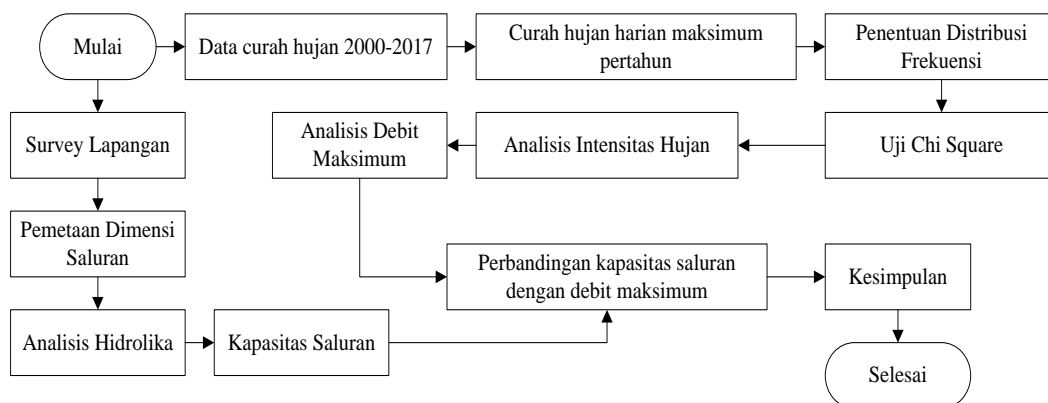 Mulai
Data curah hujan 2000-2017
Curah hujan harian maksimum
pertahun
Penentuan Distribusi
Frekuensi
Survey Lapangan
Analisis Debit
Maksimum
Analisis Intensitas Hujan
Uji Chi Square
Pemetaan Dimensi
Saluran
Perbandingan kapasitas saluran
dengan debit maksimum
Kesimpulan
Analisis Hidrolika
Kapasitas Saluran
Selesai